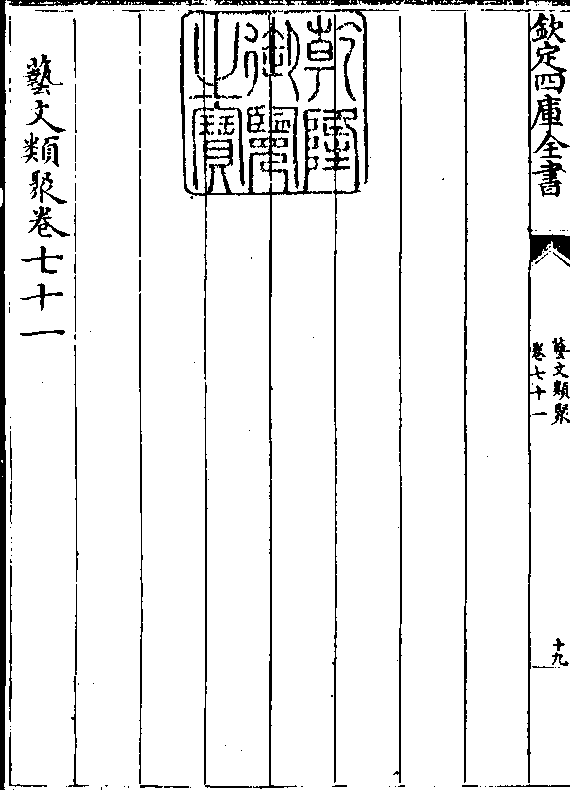 欽定四庫全書
藝文類聚
卷七十一
十九
乾隆
御覽
之寶
藝文類聚卷七十一